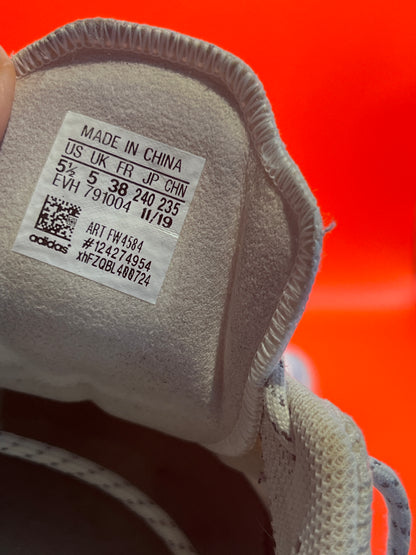 MADE IN CHINA
US UK FR JP CHN
5½ 5 38 240 235
EVH 791004 11/19
ART FW4584
#124274954
xhFZQBL400724
adidas